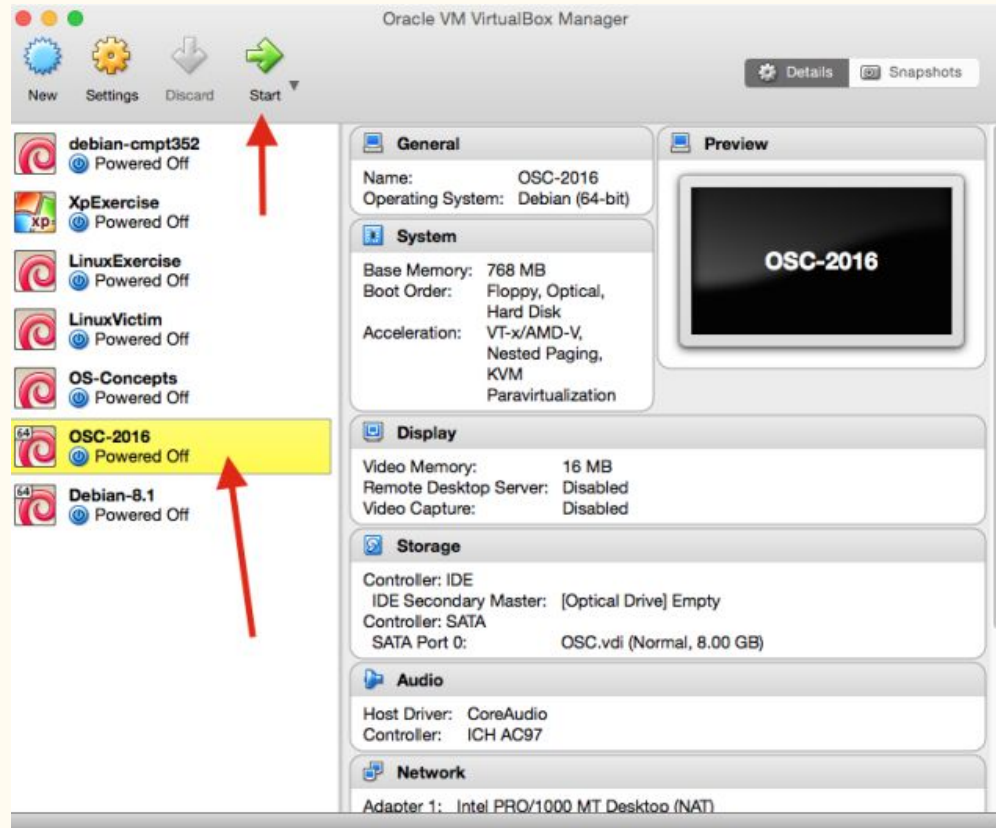 Oracle VM VirtualBox Manager
New Settings Discard Start
Details Snapshots
debian-cmpt352
Powered Off
XpExercise
Powered Off
LinuxExercise
Powered Off
LinuxVictim
Powered Off
OS-Concepts
Powered Off
OSC-2016
Powered Off
Debian-8.1
Powered Off
xp
64
64
General
Name: OSC-2016
Operating System: Debian (64-bit)
System
Base Memory: 768 MB
Boot Order: Floppy, Optical,
Hard Disk
Acceleration: VT-x/AMD-V,
Nested Paging,
KVM
Paravirtualization
Preview
OSC-2016
Display
Video Memory: 16 MB
Remote Desktop Server: Disabled
Video Capture: Disabled
Storage
Controller: IDE
IDE Secondary Master: [Optical Drive] Empty
Controller: SATA
SATA Port 0: OSC.vdi (Normal, 8.00 GB)
Audio
Host Driver: CoreAudio
Controller: ICH AC97
Network
Adapter 1: Intel PRO/1000 MT Desktop (NAT)